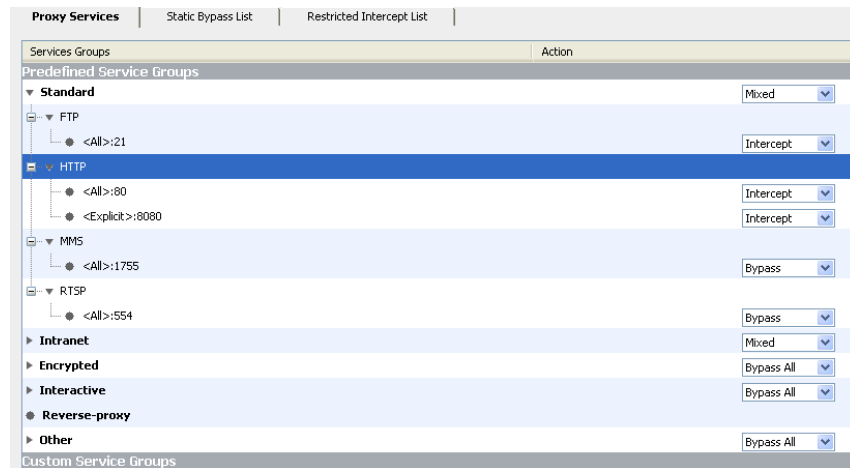 Proxy Services Static Bypass List Restricted Intercept List
Services Groups Action
Predefined Service Groups
Standard Mixed
FTP
<All>:21 Intercept
HTTP
<All>:80 Intercept
<Explicit>:8080 Intercept
MMS
<All>:1755 Bypass
RTSP
<All>:554 Bypass
Intranet Mixed
Encrypted Bypass All
Interactive Bypass All
Reverse-proxy
Other Bypass All
Custom Service Groups